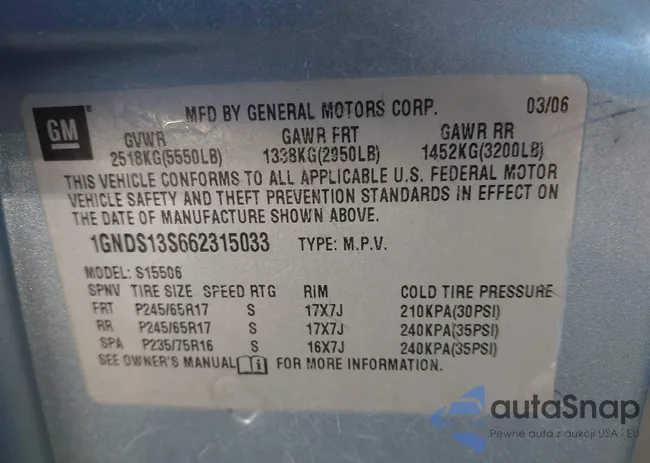 GM
MFD BY GENERAL MOTORS CORP. 03/06
GVWR GAWR FRT GAWR RR
2518KG(5550LB) 1338KG(2950LB) 1452KG(3200LB)
THIS VEHICLE CONFORMS TO ALL APPLICABLE U.S. FEDERAL MOTOR
VEHICLE SAFETY AND THEFT PREVENTION STANDARDS IN EFFECT ON
THE DATE OF MANUFACTURE SHOWN ABOVE.
1GNDS13S662315033 TYPE: M.P.V.
MODEL: S15506
SPNV TIRE SIZE SPEED RTG RIM COLD TIRE PRESSURE
FRT P245/65R17 S 17X7J 210KPA(30PSI)
RR P245/65R17 S 17X7J 240KPA(35PSI)
SPA P235/75R16 S 16X7J 240KPA(35PSI)
SEE OWNER'S MANUAL FOR MORE INFORMATION.
autoSnap
Pewne auta z aukcji USA i EU